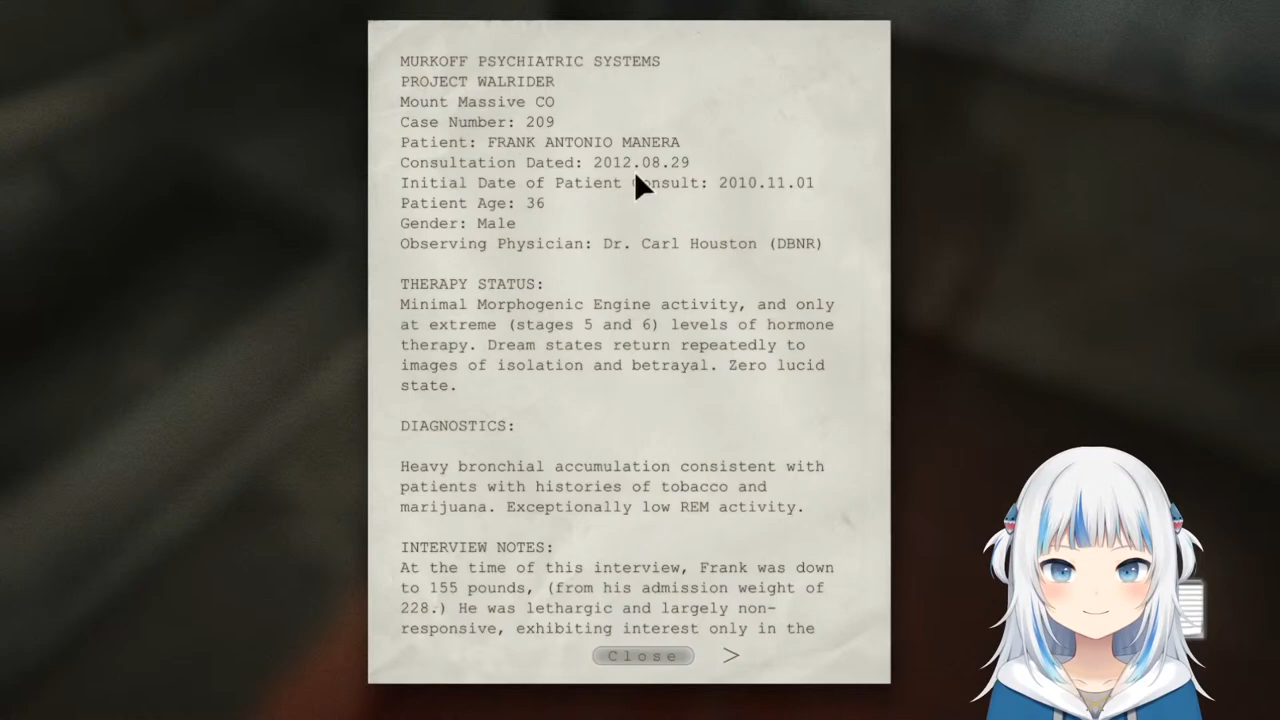 MURKOFF PSYCHIATRIC SYSTEMS
PROJECT WALRIDER
Mount Massive CO
Case Number: 209
Patient: FRANK ANTONIO MANERA
Consultation Dated: 2012.08.29
Initial Date of Patient onsult: 2010.11.01
Patient Age: 36
Gender: Male
Observing Physician: Dr. Carl Houston (DBNR)
THERAPY STATUS:
Minimal Morphogenic Engine activity, and only
at extreme (stages 5 and 6) levels of hormone
therapy. Dream states return repeatedly to
images of isolation and betrayal. Zero lucid
state.
DIAGNOSTICS:
Heavy bronchial accumulation consistent with
patients with histories of tobacco and
marijuana. Exceptionally low REM activity.
INTERVIEW NOTES:
At the time of this interview, Frank was down
to 155 pounds, (from his admission weight of
228.) He was lethargic and largely non-
responsive, exhibiting interest only in the
Close >